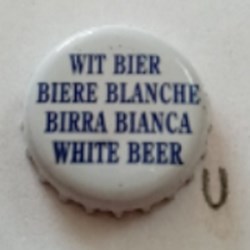 WIT BIER
BIERE BLANCHE
BIRRA BIANCA
WHITE BEER